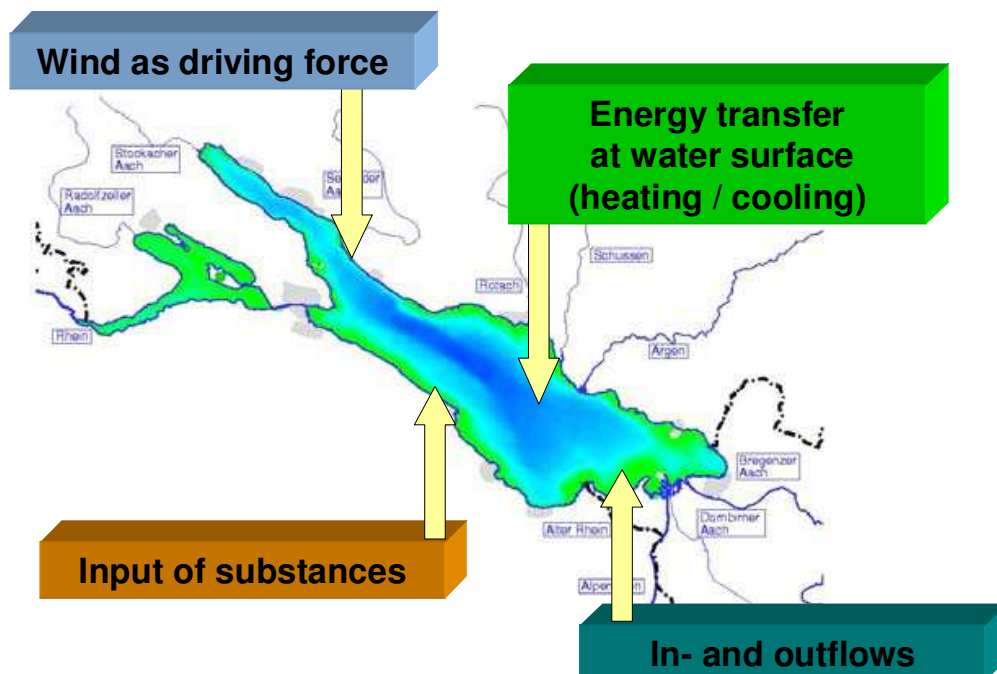 Wind as driving force
Energy transfer
at water surface
(heating / cooling)
Stockacher
Aach
Radolfzeller
Aach
Aach
Rotach
Schussen
Rhein
Argen
Bregenzer
Aach
Alter Rhein
Dornbirner
Aach
Input of substances
In- and outflows